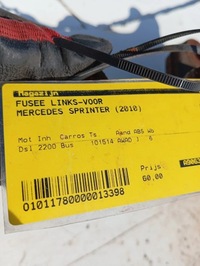 Magazijn
FUSEE LINKS-VOOR
MERCEDES SPRINTER (2010)
Mot Inh Carros Ts Aand ABS Wb
Dsl 2200 Bus 101514 AWAO 1 6
Prijs
60.00
01011780000013398